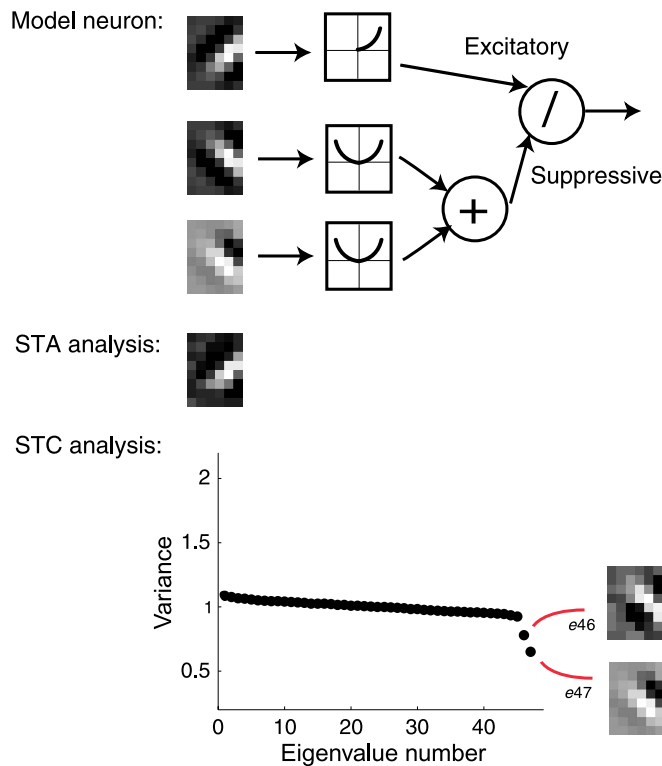 Model neuron:
Excitatory
/
Suppressive
+
STA analysis:
STC analysis:
2
1.5
1
0.5
Variance
0
10
20
30
40
Eigenvalue number
e46
e47